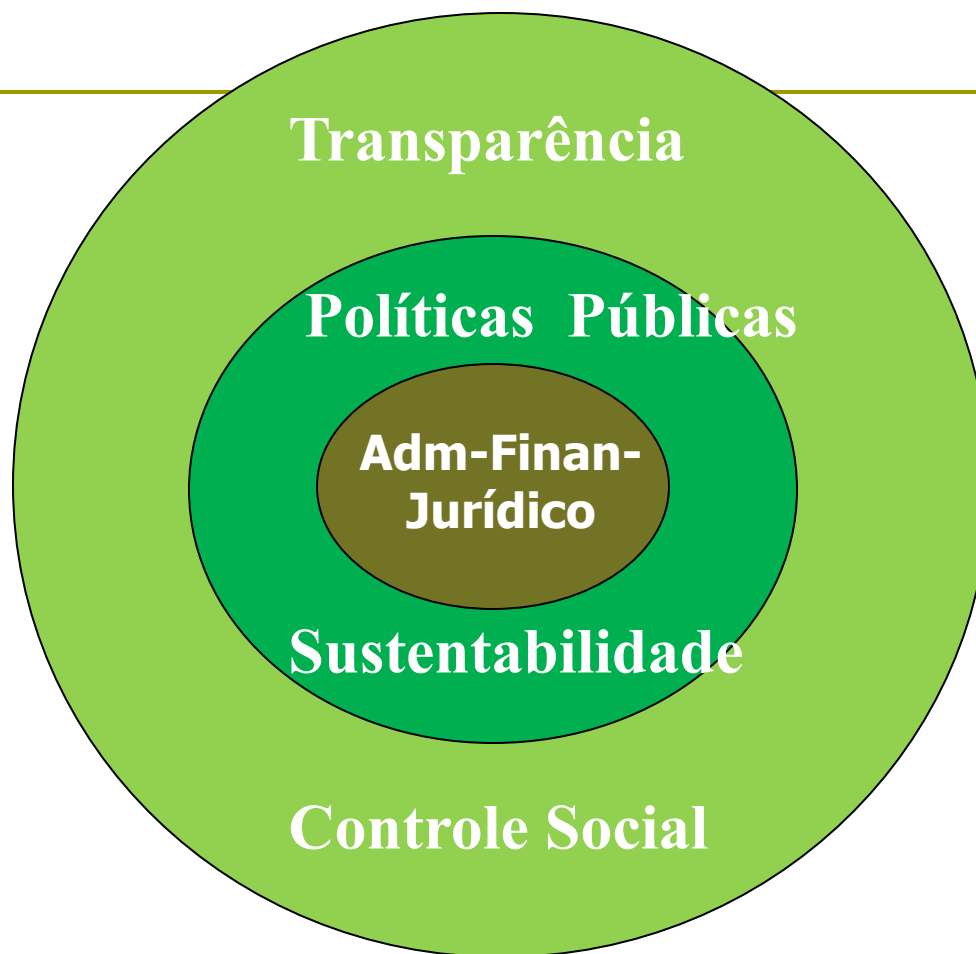 Transparência
Políticas Públicas
Adm-Finan-
Jurídico
Sustentabilidade
Controle Social